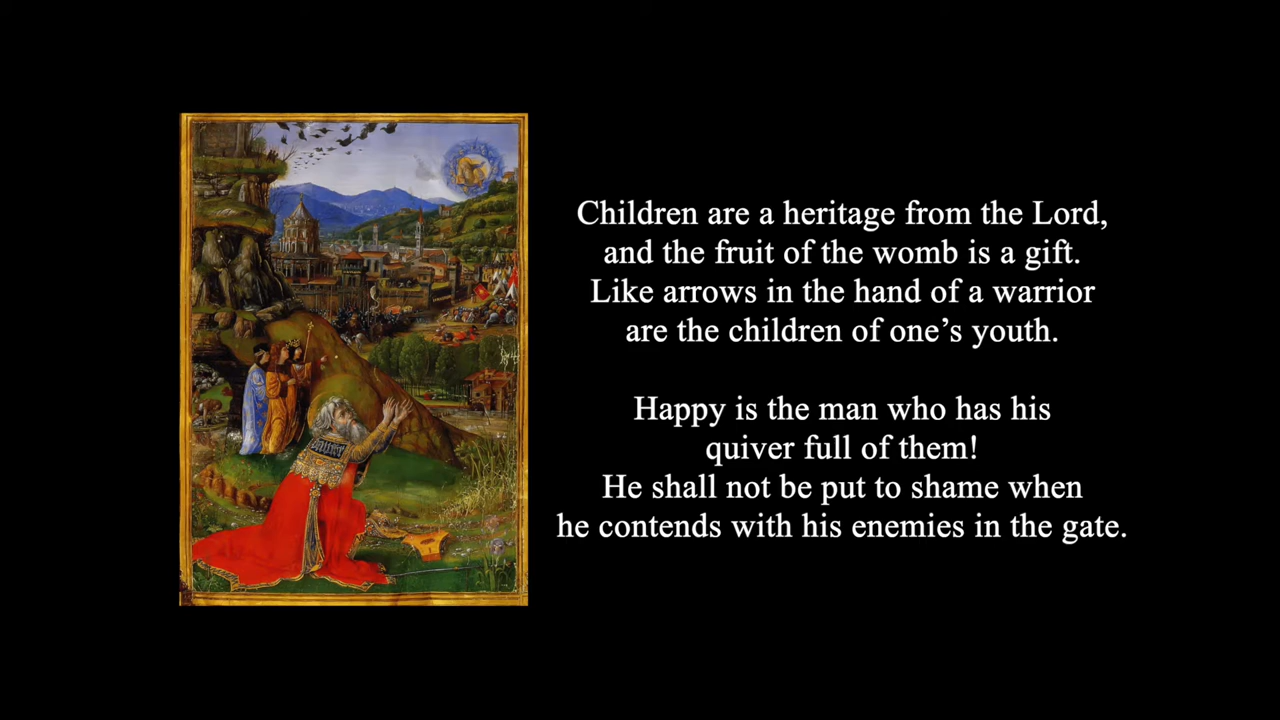 Children are a heritage from the Lord,
and the fruit of the womb is a gift.
Like arrows in the hand of a warrior
are the children of one’s youth.
Happy is the man who has his
quiver full of them!
He shall not be put to shame when
he contends with his enemies in the gate.